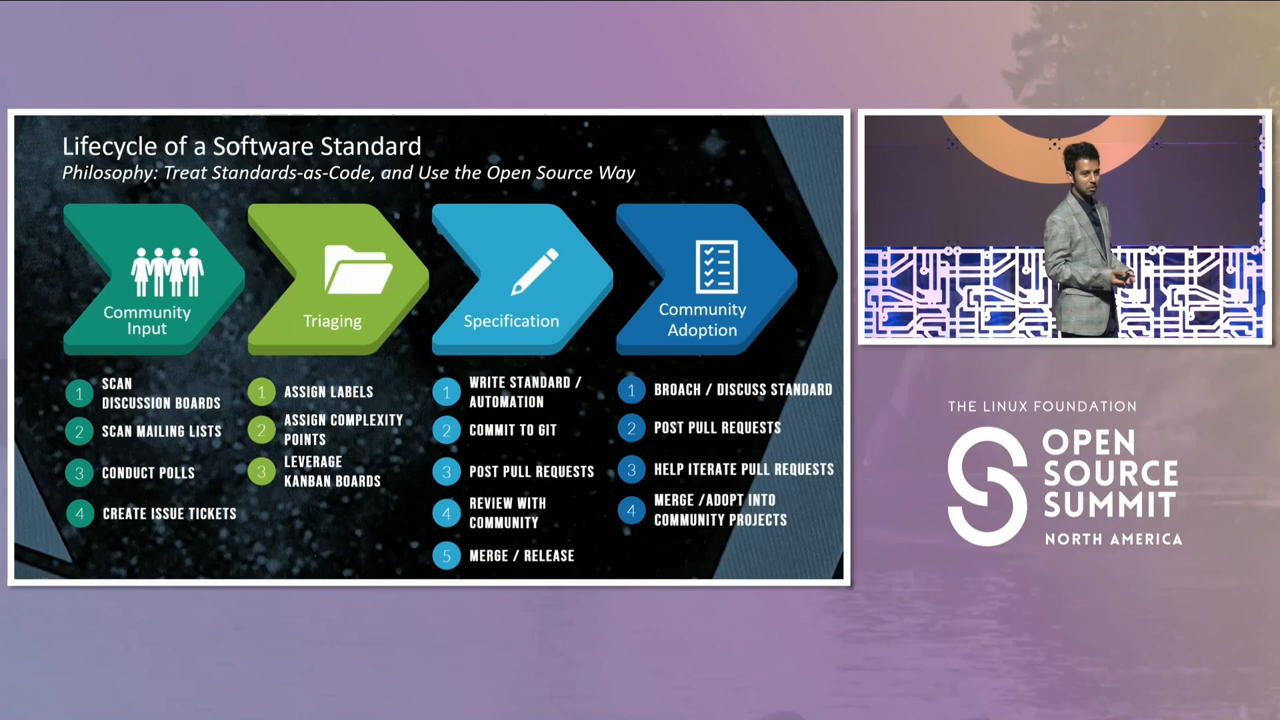 Lifecycle of a Software Standard
Philosophy: Treat Standards-as-Code, and Use the Open Source Way
Community
Input
1 SCAN
DISCUSSION BOARDS
2 SCAN MAILING LISTS
3 CONDUCT POLLS
4 CREATE ISSUE TICKETS
Triaging
1 ASSIGN LABELS
2 ASSIGN COMPLEXITY
POINTS
3 LEVERAGE
KANBAN BOARDS
Specification
1 WRITE STANDARD /
AUTOMATION
2 COMMIT TO GIT
3 POST PULL REQUESTS
4 REVIEW WITH
COMMUNITY
5 MERGE / RELEASE
Community
Adoption
1 BROACH / DISCUSS STANDARD
2 POST PULL REQUESTS
3 HELP ITERATE PULL REQUESTS
4 MERGE /ADOPT INTO
COMMUNITY PROJECTS
THE LINUX FOUNDATION
OPEN
SOURCE
SUMMIT
NORTH AMERICA